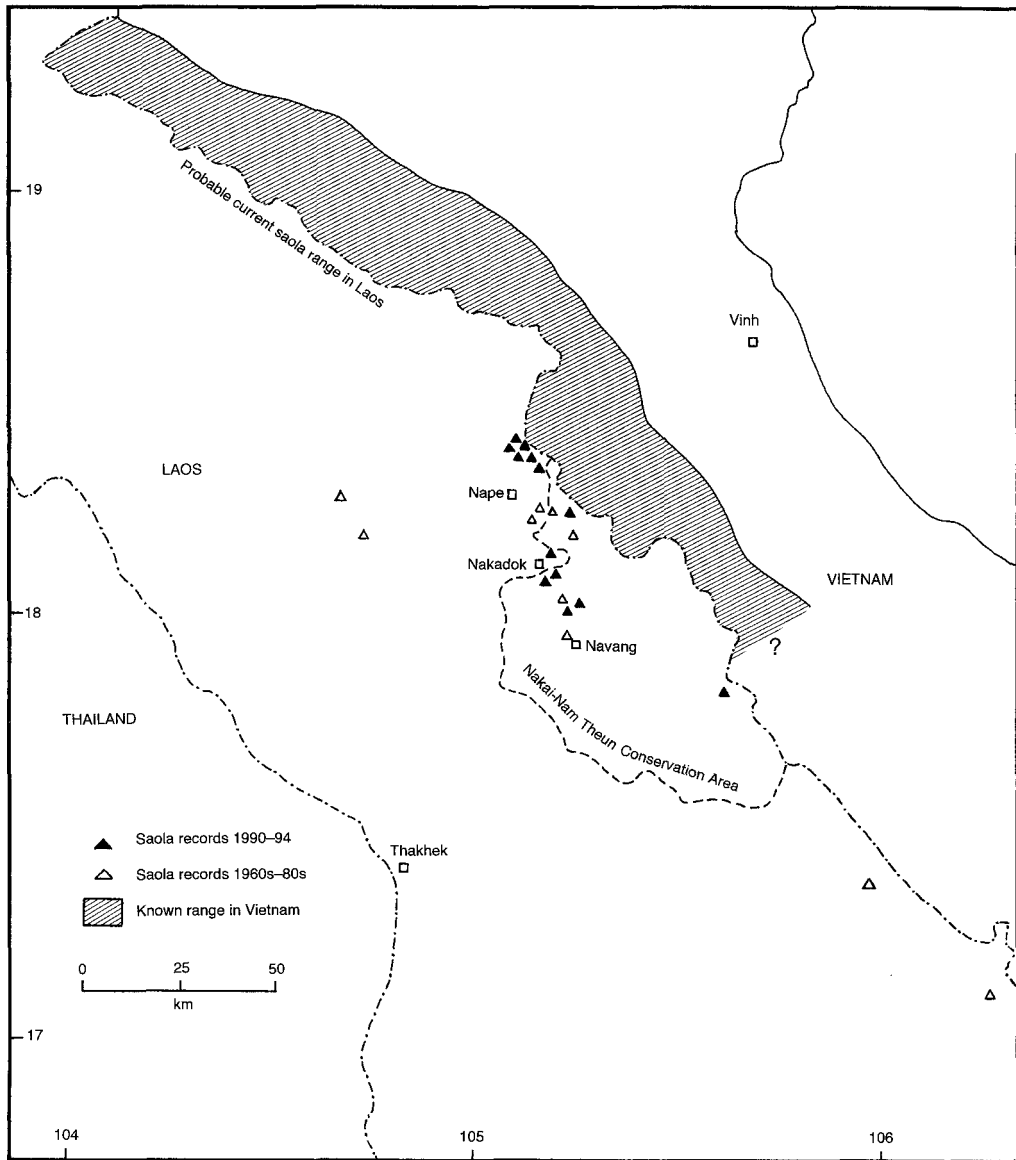 19
Probable current saola range in Laos
Vinh
LAOS
Nape
Nakadok
VIETNAM
18
?
Navang
Nakai-Nam Theun Conservation Area
THAILAND
Saola records 1990–94
Thakhek
Saola records 1960s–80s
Known range in Vietnam
0 25 50
km
17
104 105 106